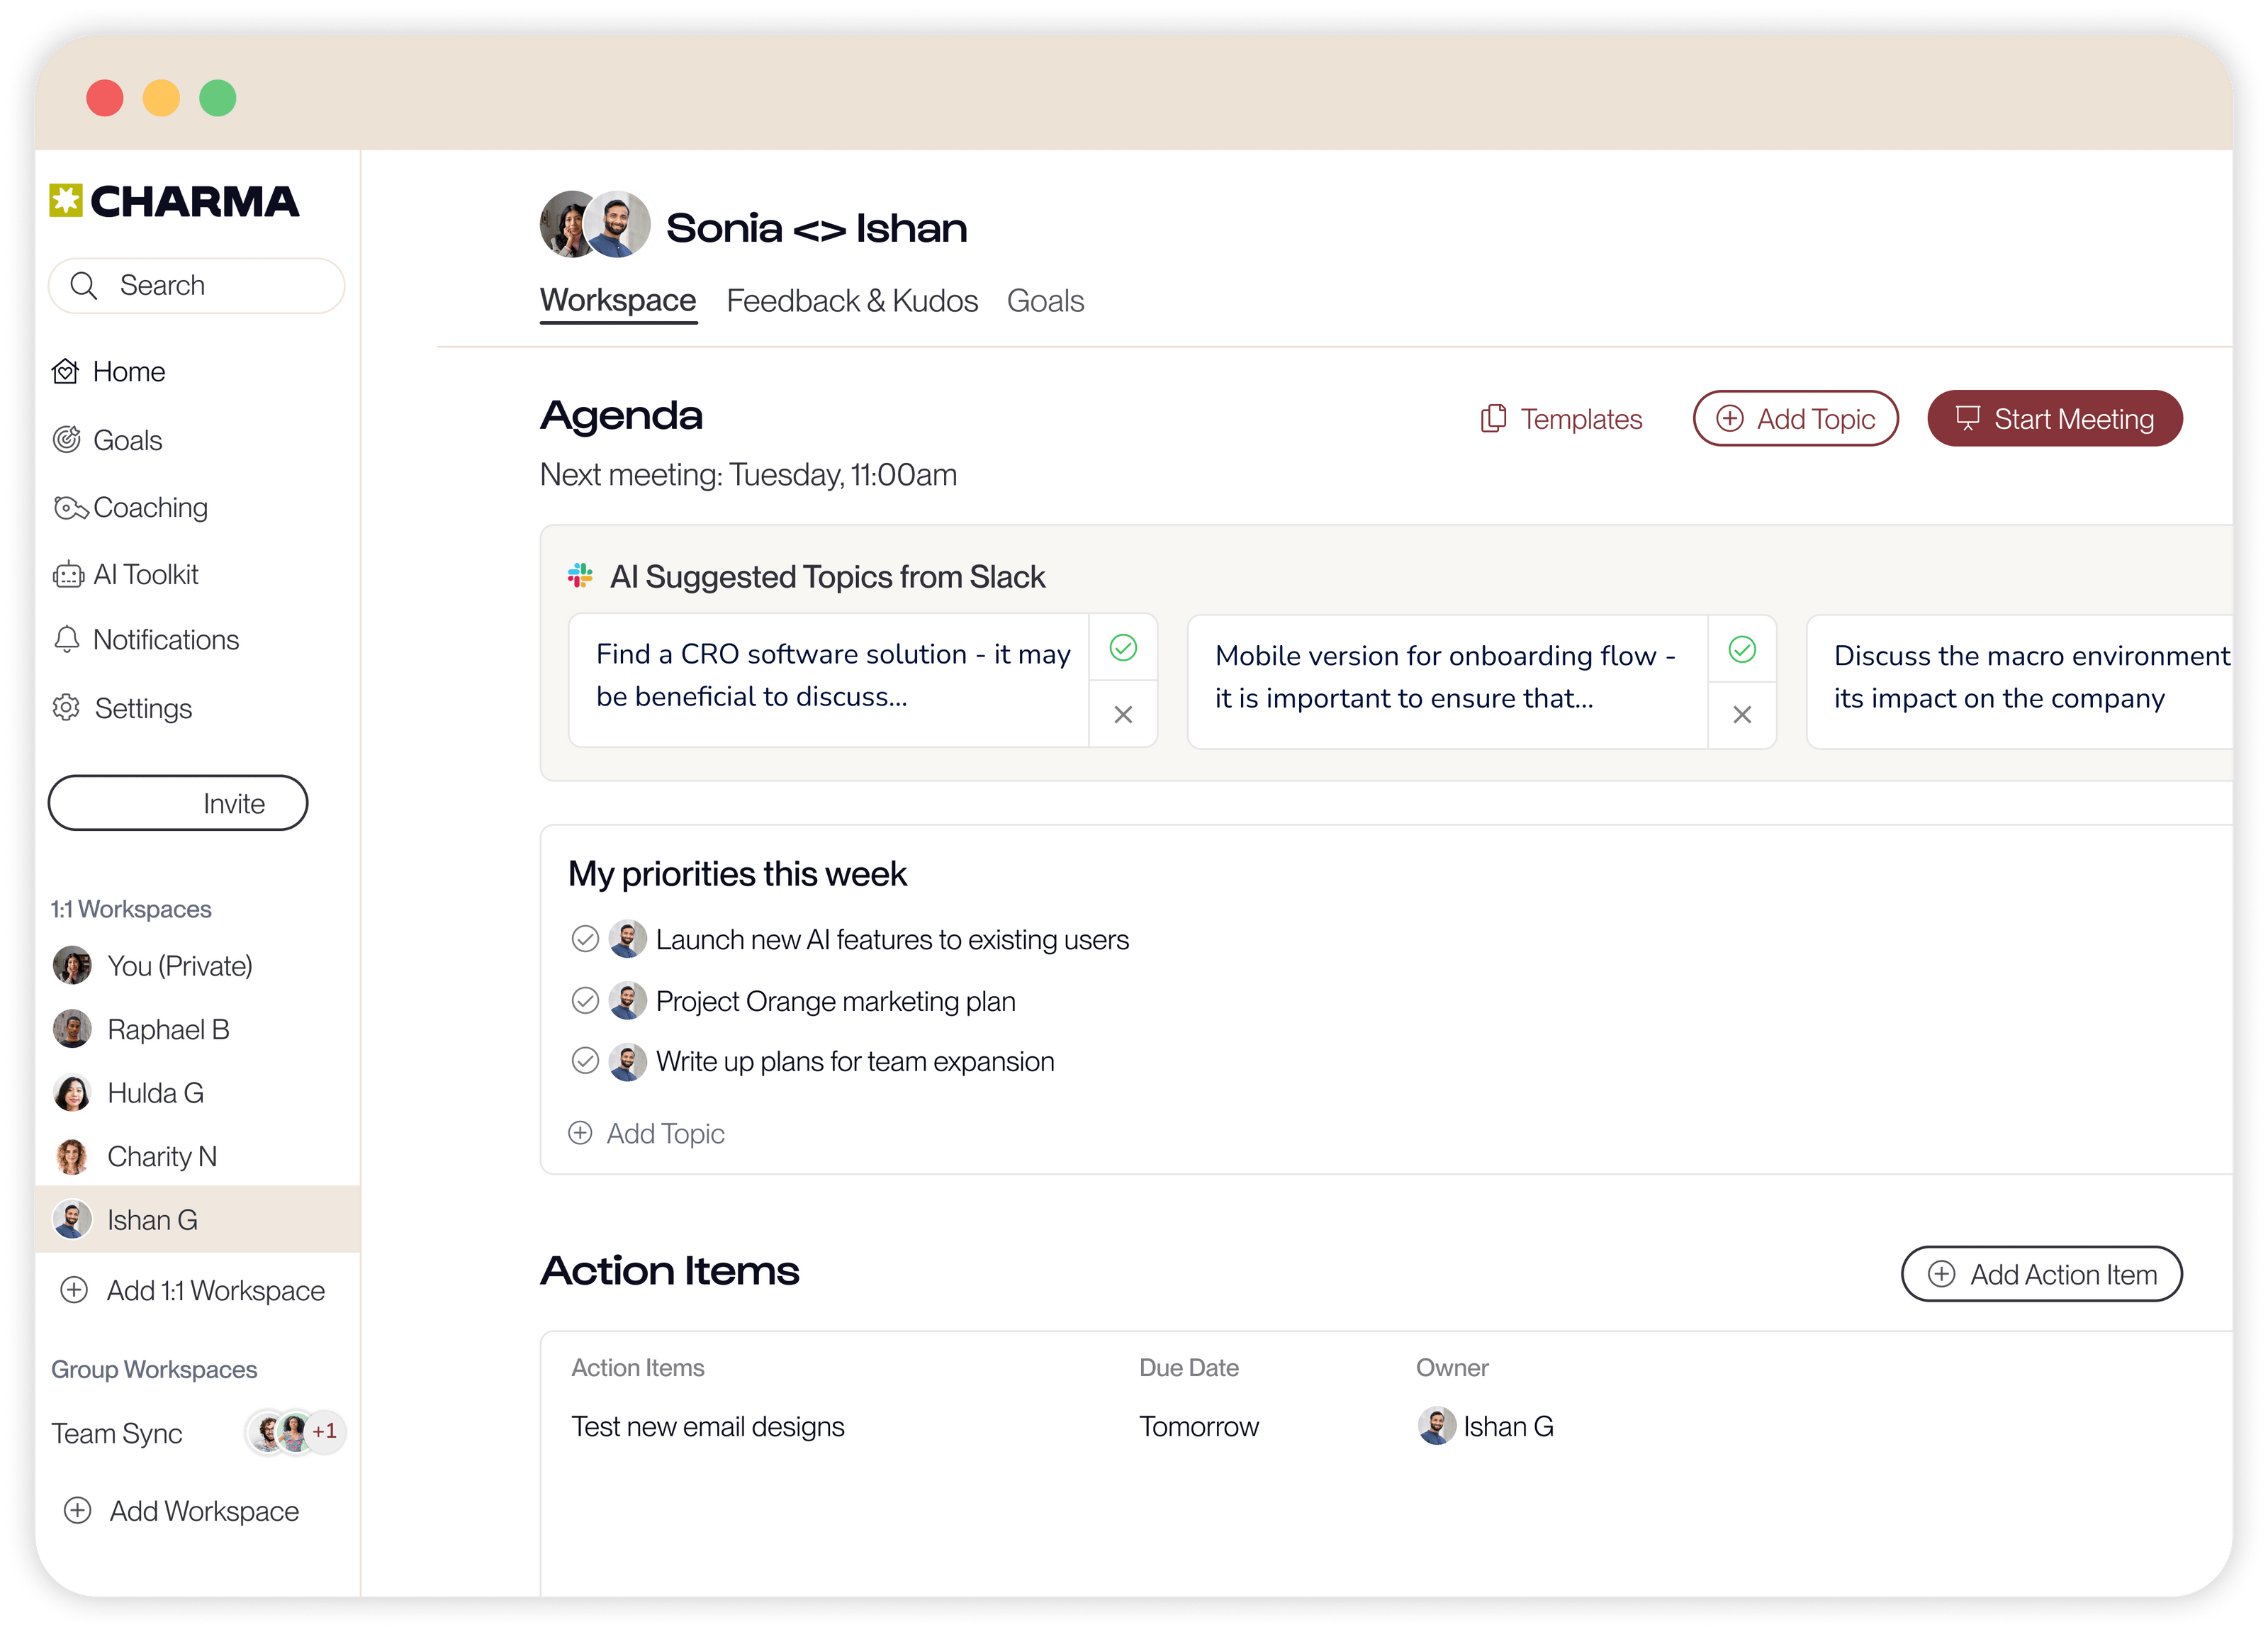 CHARMA
Search
Home
Goals
Coaching
AI Toolkit
Notifications
Settings
Invite
1:1 Workspaces
You (Private)
Raphael B
Hulda G
Charity N
Ishan G
Add 1:1 Workspace
Group Workspaces
Team Sync +1
Add Workspace
Sonia <> Ishan
Workspace Feedback & Kudos Goals
Agenda
Templates Add Topic Start Meeting
Next meeting: Tuesday, 11:00am
AI Suggested Topics from Slack
Find a CRO software solution - it may
be beneficial to discuss...
Mobile version for onboarding flow -
it is important to ensure that...
Discuss the macro environment
its impact on the company
My priorities this week
Launch new AI features to existing users
Project Orange marketing plan
Write up plans for team expansion
Add Topic
Action Items
Add Action Item
Action Items Due Date Owner
Test new email designs Tomorrow Ishan G